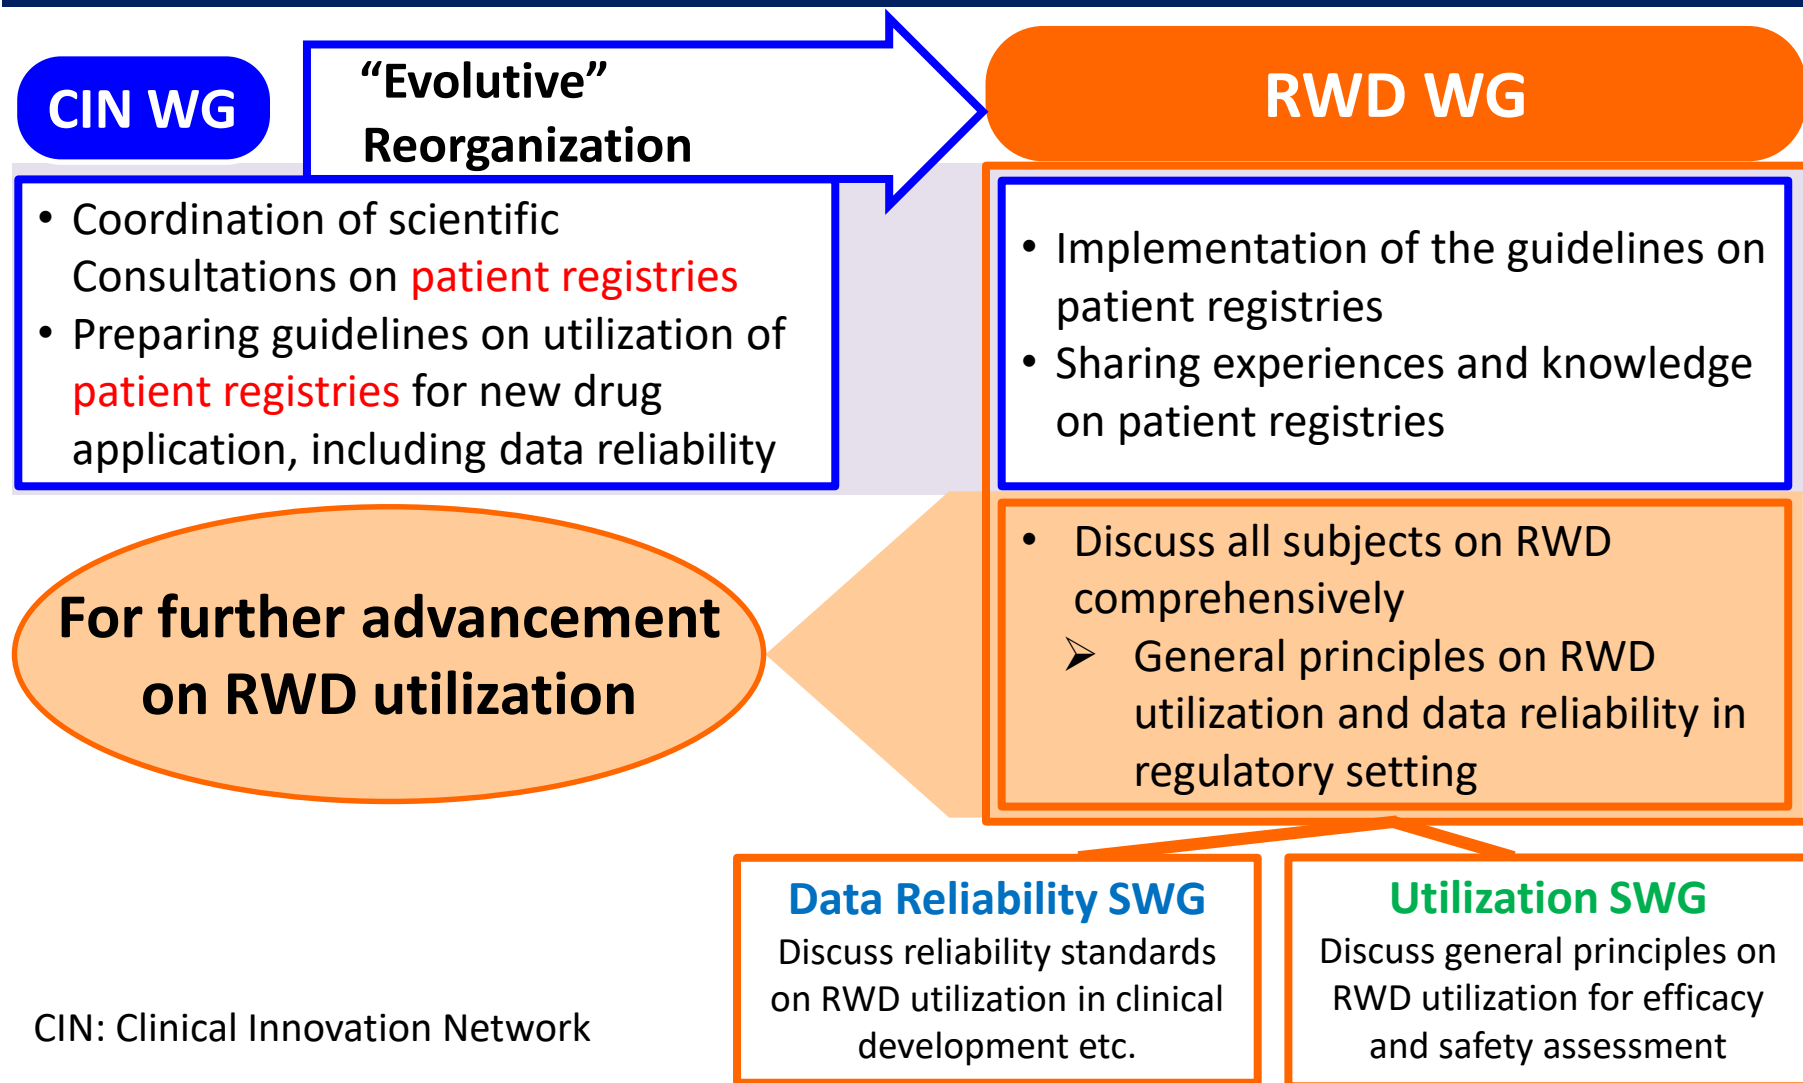 CIN WG
“Evolutive”
Reorganization
RWD WG
• Coordination of scientific
Consultations on patient registries
• Preparing guidelines on utilization of
patient registries for new drug
application, including data reliability
• Implementation of the guidelines on
patient registries
• Sharing experiences and knowledge
on patient registries
For further advancement
on RWD utilization
• Discuss all subjects on RWD
comprehensively
➢ General principles on RWD
utilization and data reliability in
regulatory setting
Data Reliability SWG
Discuss reliability standards
on RWD utilization in clinical
development etc.
Utilization SWG
Discuss general principles on
RWD utilization for efficacy
and safety assessment
CIN: Clinical Innovation Network